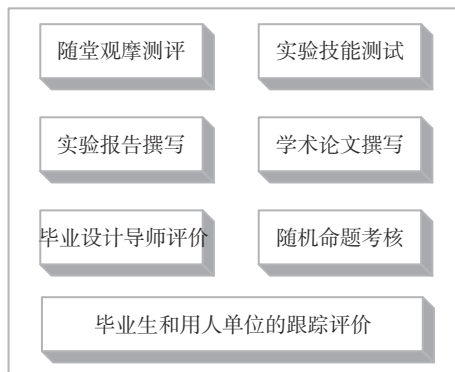 随堂观摩测评
实验技能测试
实验报告撰写
学术论文撰写
毕业设计导师评价
随机命题考核
毕业生和用人单位的跟踪评价